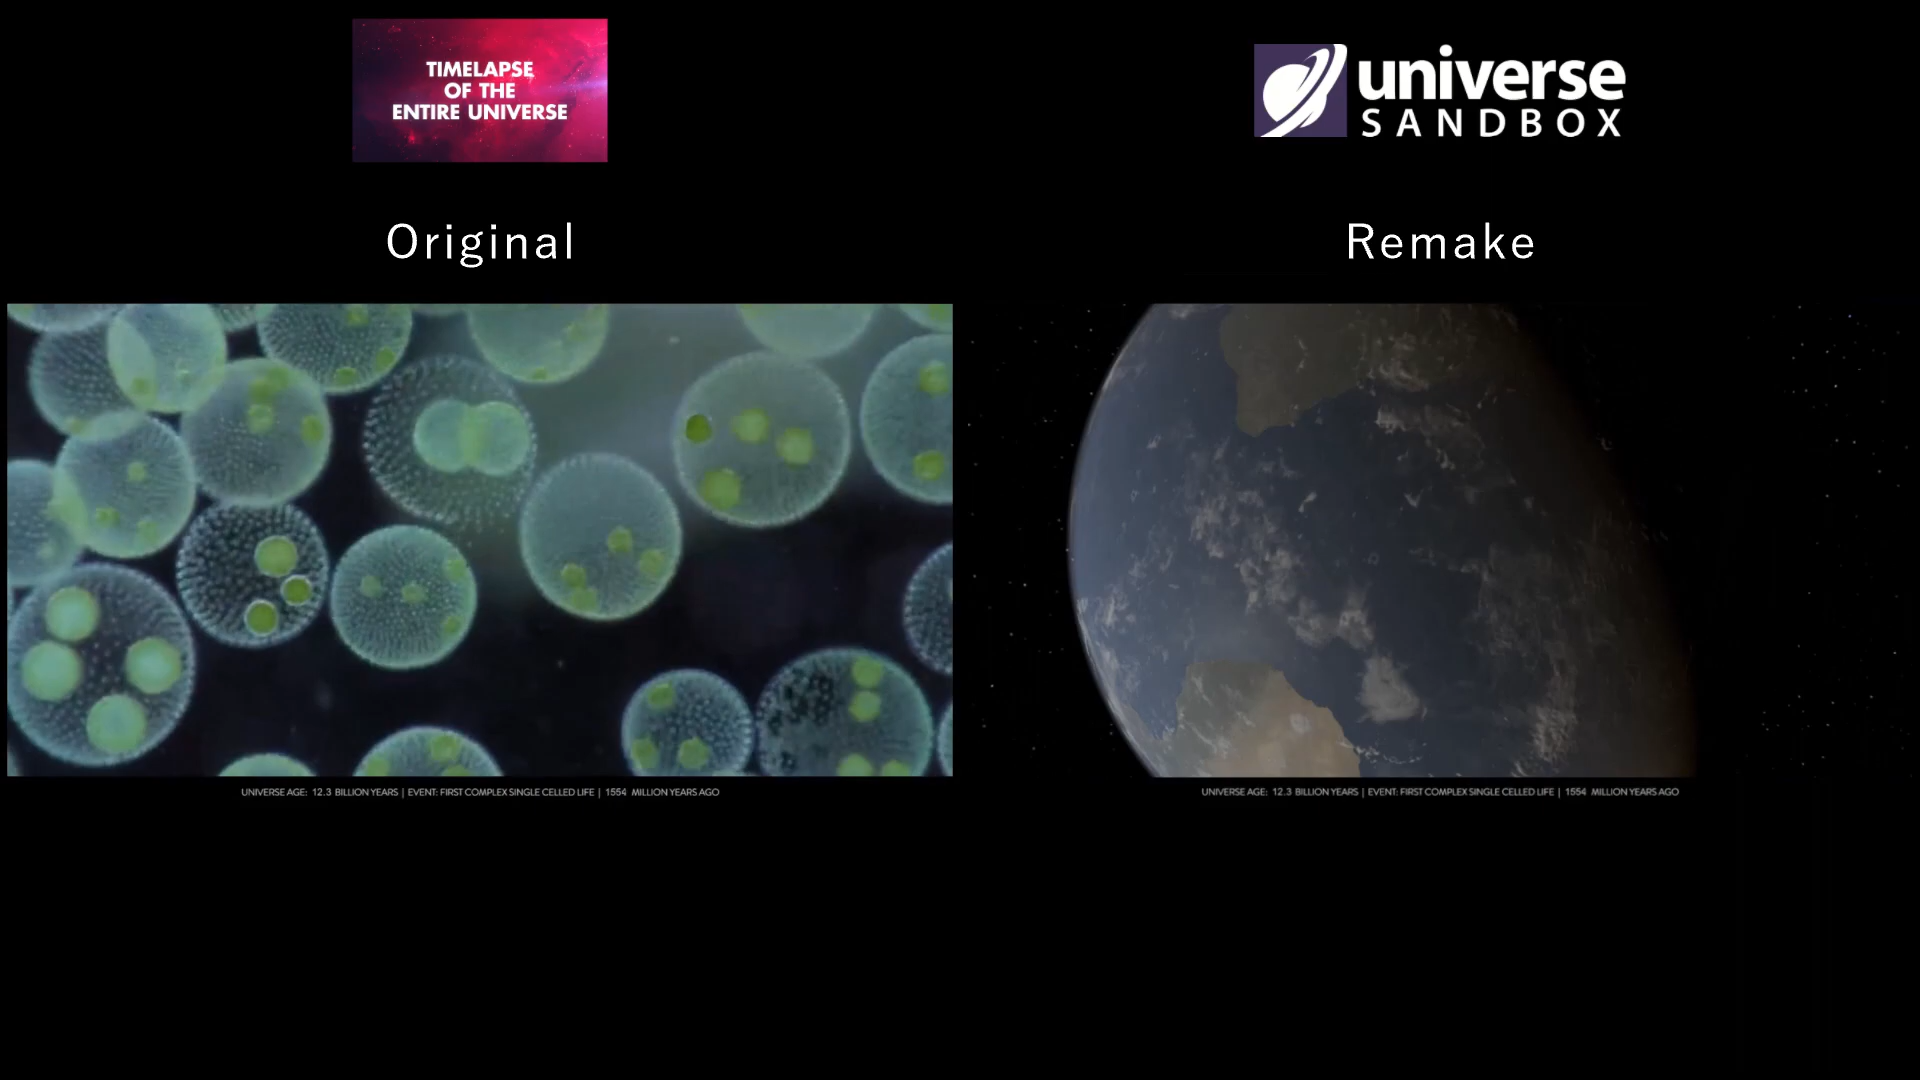 TIMELAPSE
OF THE
ENTIRE UNIVERSE
universe
SANDBOX
Original
Remake
UNIVERSE AGE: 12.3 BILLION YEARS | EVENT: FIRST COMPLEX SINGLE CELLED LIFE | 1554 MILLION YEARS AGO
UNIVERSE AGE: 12.3 BILLION YEARS | EVENT: FIRST COMPLEX SINGLE CELLED LIFE | 1554 MILLION YEARS AGO